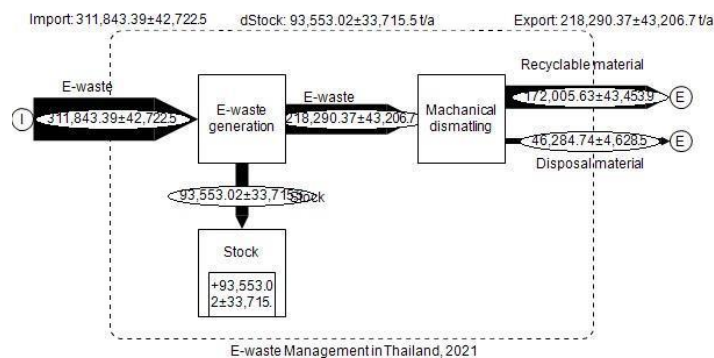 Import: 311,843.39±42,722.5
dStock: 93,553.02±33,715.5 t/a
Export: 218,290.37±43,206.7 t/a
E-waste
I
311,843.39±42,722.5
E-waste
generation
E-waste
218,290.37±43,206.7
Machanical
dismatling
Recyclable material
172,005.63±43,453.9
E
46,284.74±4,628.5
E
Disposal material
93,553.02±33,715.5
Stock
Stock
+93,553.0
2±33,715.
E-waste Management in Thailand, 2021